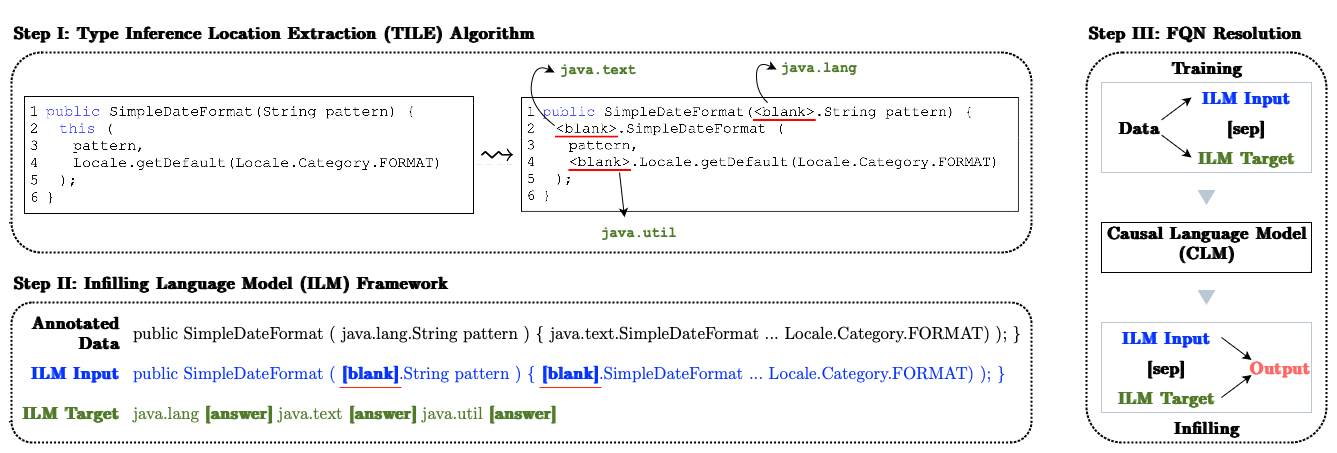 Step I: Type Inference Location Extraction (TILE) Algorithm
1 public SimpleDateFormat(String pattern) {
2 this (
3 pattern,
4 Locale.getDefault(Locale.Category.FORMAT)
5 );
6 }
java.text
java.lang
1 public SimpleDateFormat(<blank>.String pattern) {
2 <blank>.SimpleDateFormat (
3 pattern,
4 <blank>.Locale.getDefault(Locale.Category.FORMAT)
5 );
6 }
java.util
Step II: Infilling Language Model (ILM) Framework
Annotated
Data
public SimpleDateFormat ( java.lang.String pattern ) { java.text.SimpleDateFormat ... Locale.Category.FORMAT) ); }
ILM Input public SimpleDateFormat ( [blank].String pattern ) { [blank].SimpleDateFormat ... Locale.Category.FORMAT) ); }
ILM Target java.lang [answer] java.text [answer] java.util [answer]
Step III: FQN Resolution
Training
Data
ILM Input
[sep]
ILM Target
Causal Language Model
(CLM)
ILM Input
[sep]
ILM Target
Output
Infilling